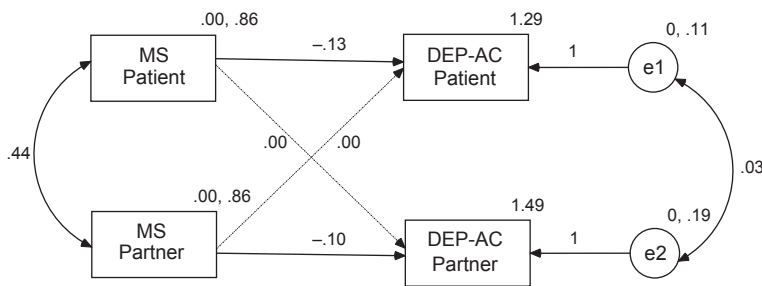 .00, .86
1.29
0, .11
MS
Patient
–.13
DEP-AC
Patient
1
e1
.44
.00
.00
.03
.00, .86
1.49
0, .19
MS
Partner
–.10
DEP-AC
Partner
1
e2